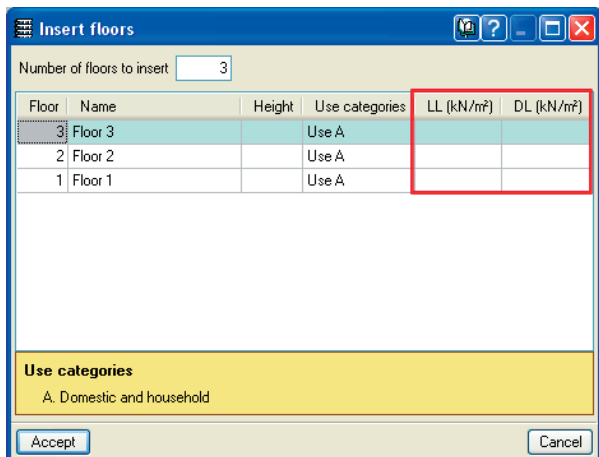 Insert floors
Number of floors to insert 3
Floor Name Height Use categories LL (kN/m²) DL (kN/m²)
3 Floor 3 Use A
2 Floor 2 Use A
1 Floor 1 Use A
Use categories
A. Domestic and household
Accept Cancel